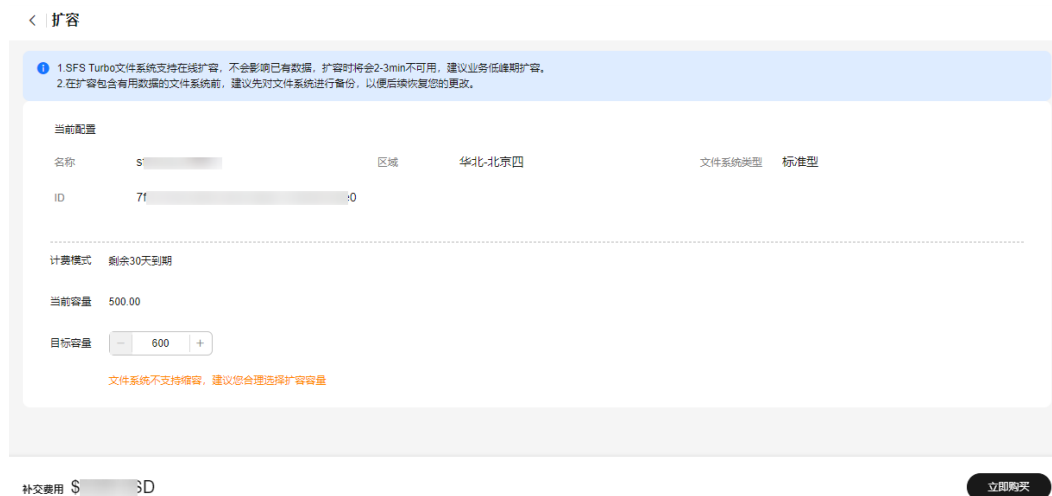 扩容
1.SFS Turbo文件系统支持在线扩容，不会影响已有数据，扩容时将会2-3min不可用，建议业务低峰期扩容。
2.在扩容包含有用数据的文件系统前，建议先对文件系统进行备份，以便后续恢复您的更改。
当前配置
名称 区域 华北-北京四 文件系统类型 标准型
ID 7f e0
计费模式 剩余30天到期
当前容量 500.00
目标容量 － 600 +
文件系统不支持缩容，建议您合理选择扩容容量
补交费用 $ SD 立即购买